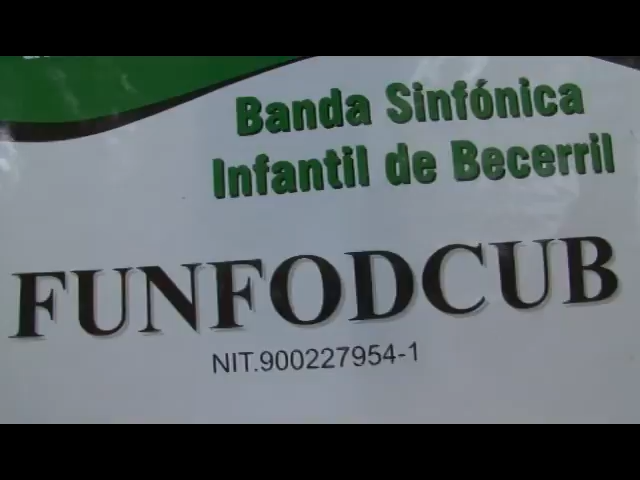 Banda Sinfónica
Infantil de Becerril
FUNFODCUB
NIT.900227954-1